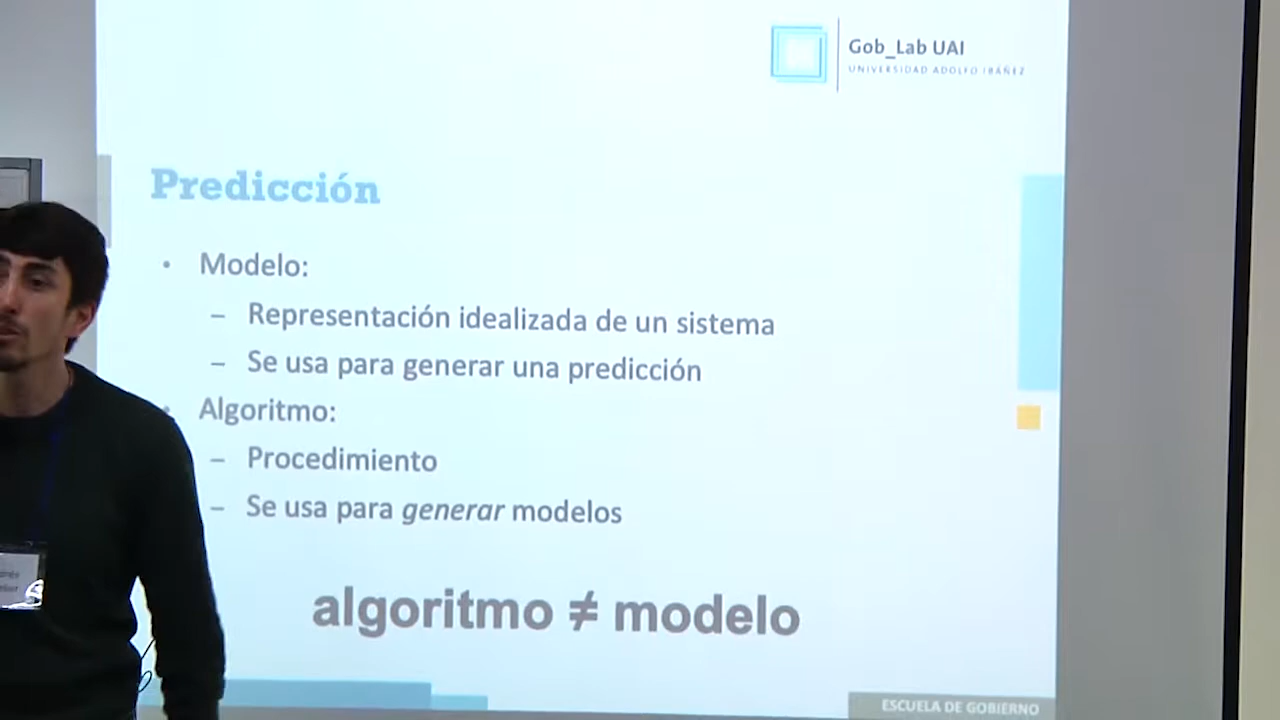 Gob_Lab UAI
UNIVERSIDAD ADOLFO IBÁÑEZ
Predicción
• Modelo:
– Representación idealizada de un sistema
– Se usa para generar una predicción
• Algoritmo:
– Procedimiento
– Se usa para generar modelos
algoritmo ≠ modelo
ESCUELA DE GOBIERNO